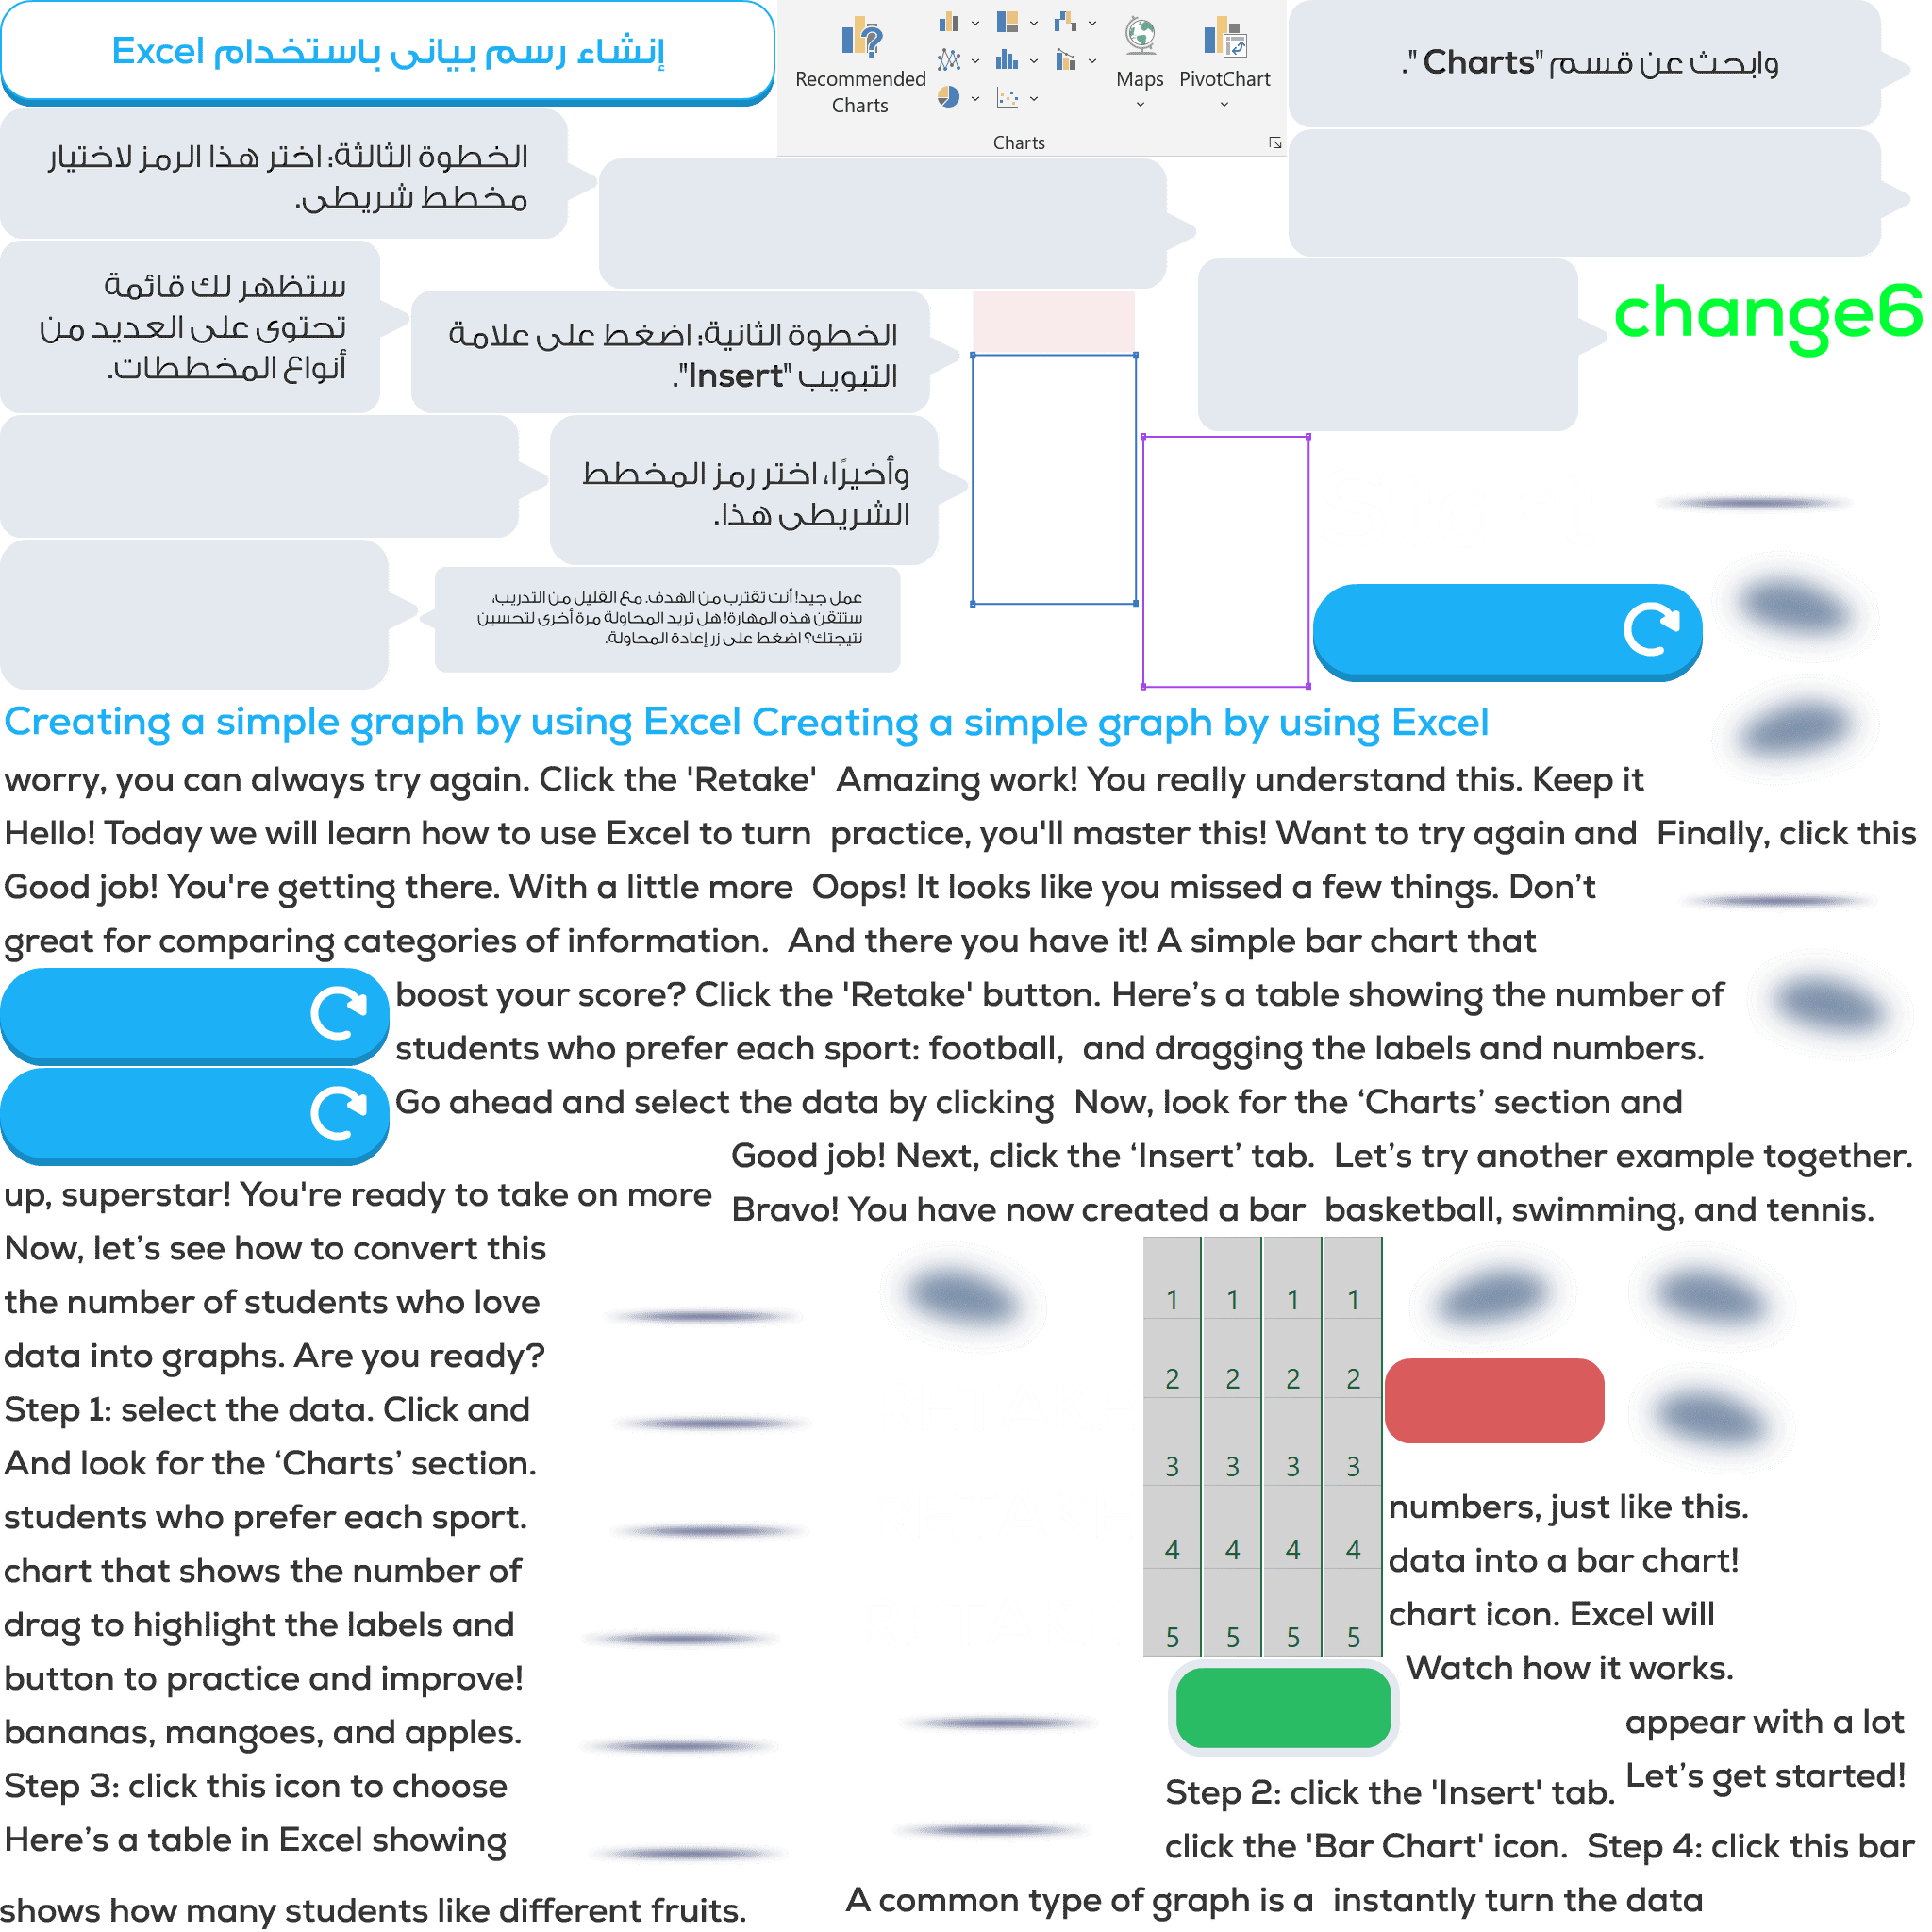 إنشاء رسم بيانى باستخدام Excel
Recommended
Charts
Maps
PivotChart
Charts
وابحث عن قسم "Charts ".
الخطوة الثالثة: اختر هذا الرمز لاختيار
مخطط شريطى.
ستظهر لك قائمة
تحتوى على العديد من
أنواع المخططات.
الخطوة الثانية: اضغط على علامة
التبويب "Insert".
change6
وأخيرًا، اختر رمز المخطط
الشريطى هذا.
عمل جيد! أنت تقترب من الهدف. مع القليل من التدريب،
ستتقن هذه المهارة! هل تريد المحاولة مرة أخرى لتحسين
نتيجتك؟ اضغط على زر إعادة المحاولة.
Creating a simple graph by using Excel Creating a simple graph by using Excel
worry, you can always try again. Click the 'Retake' Amazing work! You really understand this. Keep it
Hello! Today we will learn how to use Excel to turn practice, you'll master this! Want to try again and Finally, click this
Good job! You're getting there. With a little more Oops! It looks like you missed a few things. Don’t
great for comparing categories of information. And there you have it! A simple bar chart that
boost your score? Click the 'Retake' button. Here’s a table showing the number of
students who prefer each sport: football, and dragging the labels and numbers.
Go ahead and select the data by clicking Now, look for the ‘Charts’ section and
Good job! Next, click the ‘Insert’ tab. Let’s try another example together.
up, superstar! You're ready to take on more
Bravo! You have now created a bar basketball, swimming, and tennis.
Now, let’s see how to convert this
the number of students who love
data into graphs. Are you ready?
Step 1: select the data. Click and
And look for the ‘Charts’ section.
students who prefer each sport.
chart that shows the number of
drag to highlight the labels and
button to practice and improve!
bananas, mangoes, and apples.
Step 3: click this icon to choose
Here’s a table in Excel showing
1 1 1 1
2 2 2 2
3 3 3 3
4 4 4 4
5 5 5 5
numbers, just like this.
data into a bar chart!
chart icon. Excel will
Watch how it works.
appear with a lot
Let’s get started!
Step 2: click the 'Insert' tab.
click the 'Bar Chart' icon. Step 4: click this bar
shows how many students like different fruits.
A common type of graph is a instantly turn the data